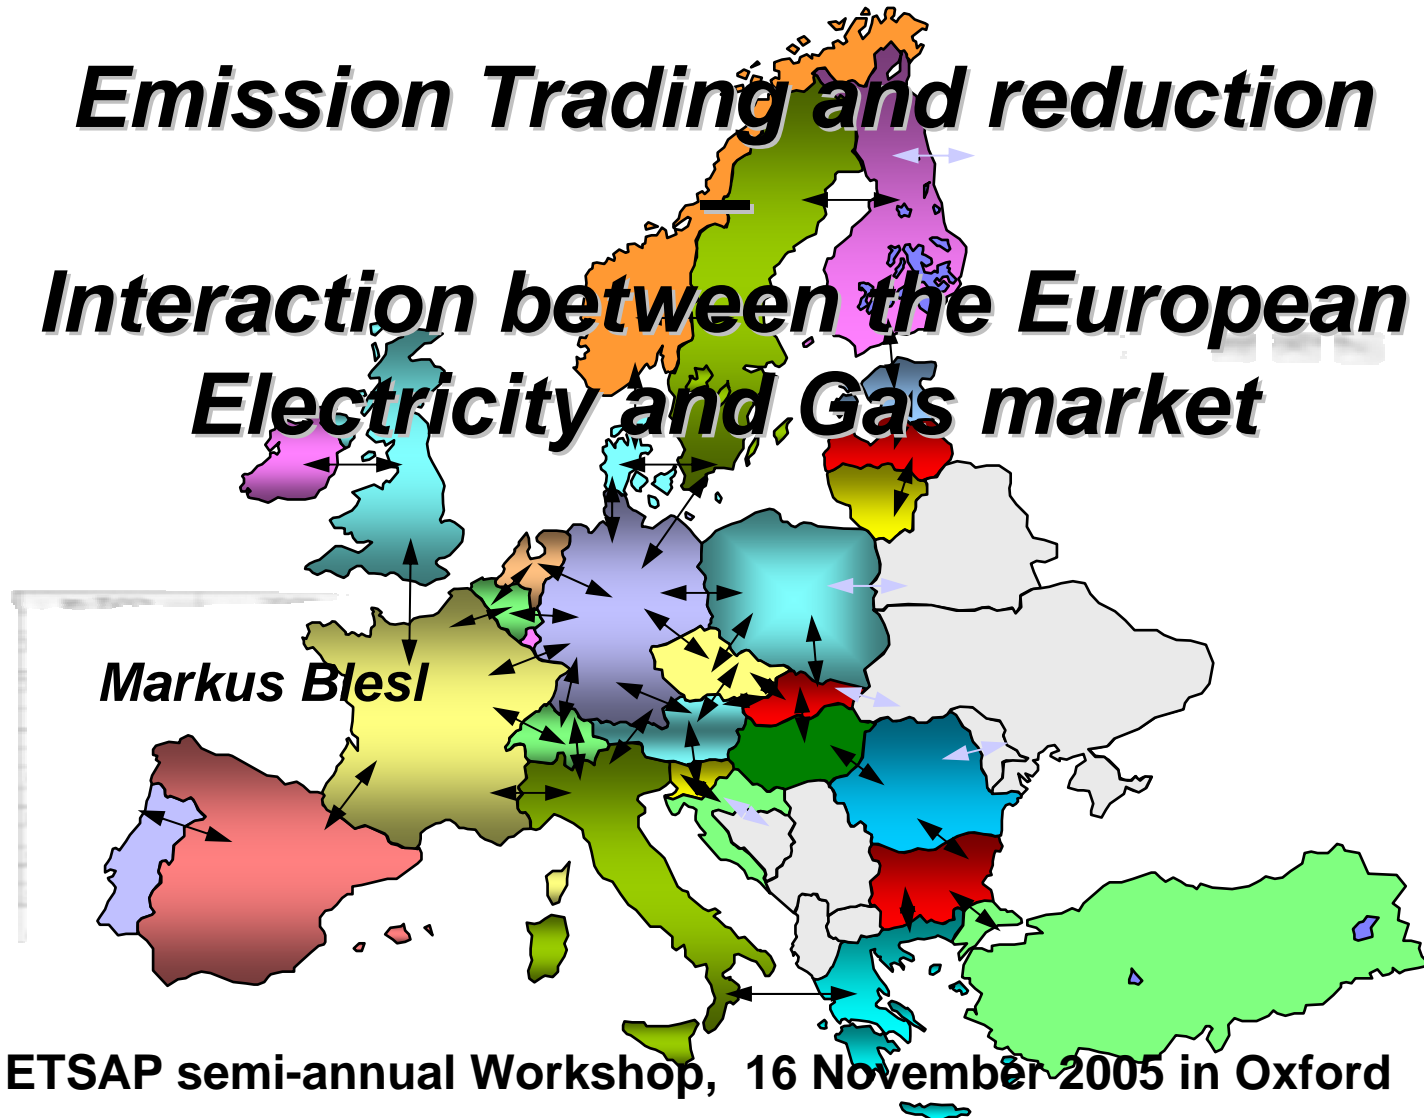 Emission Trading and reduction
–
Interaction between the European
Electricity and Gas market
Markus Blesl
ETSAP semi-annual Workshop, 16 November 2005 in Oxford